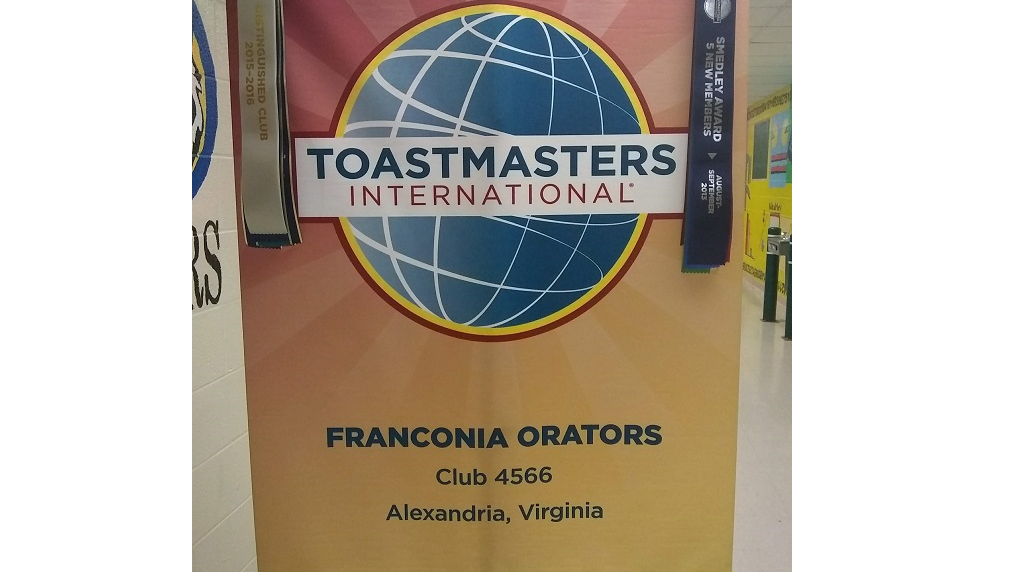 DISTINGUISHED CLUB
2015-2016
SMEDLEY AWARD
5 NEW MEMBERS
AUGUST-
SEPTEMBER
2013
TOASTMASTERS
INTERNATIONAL®
RS
FRANCONIA ORATORS
Club 4566
Alexandria, Virginia